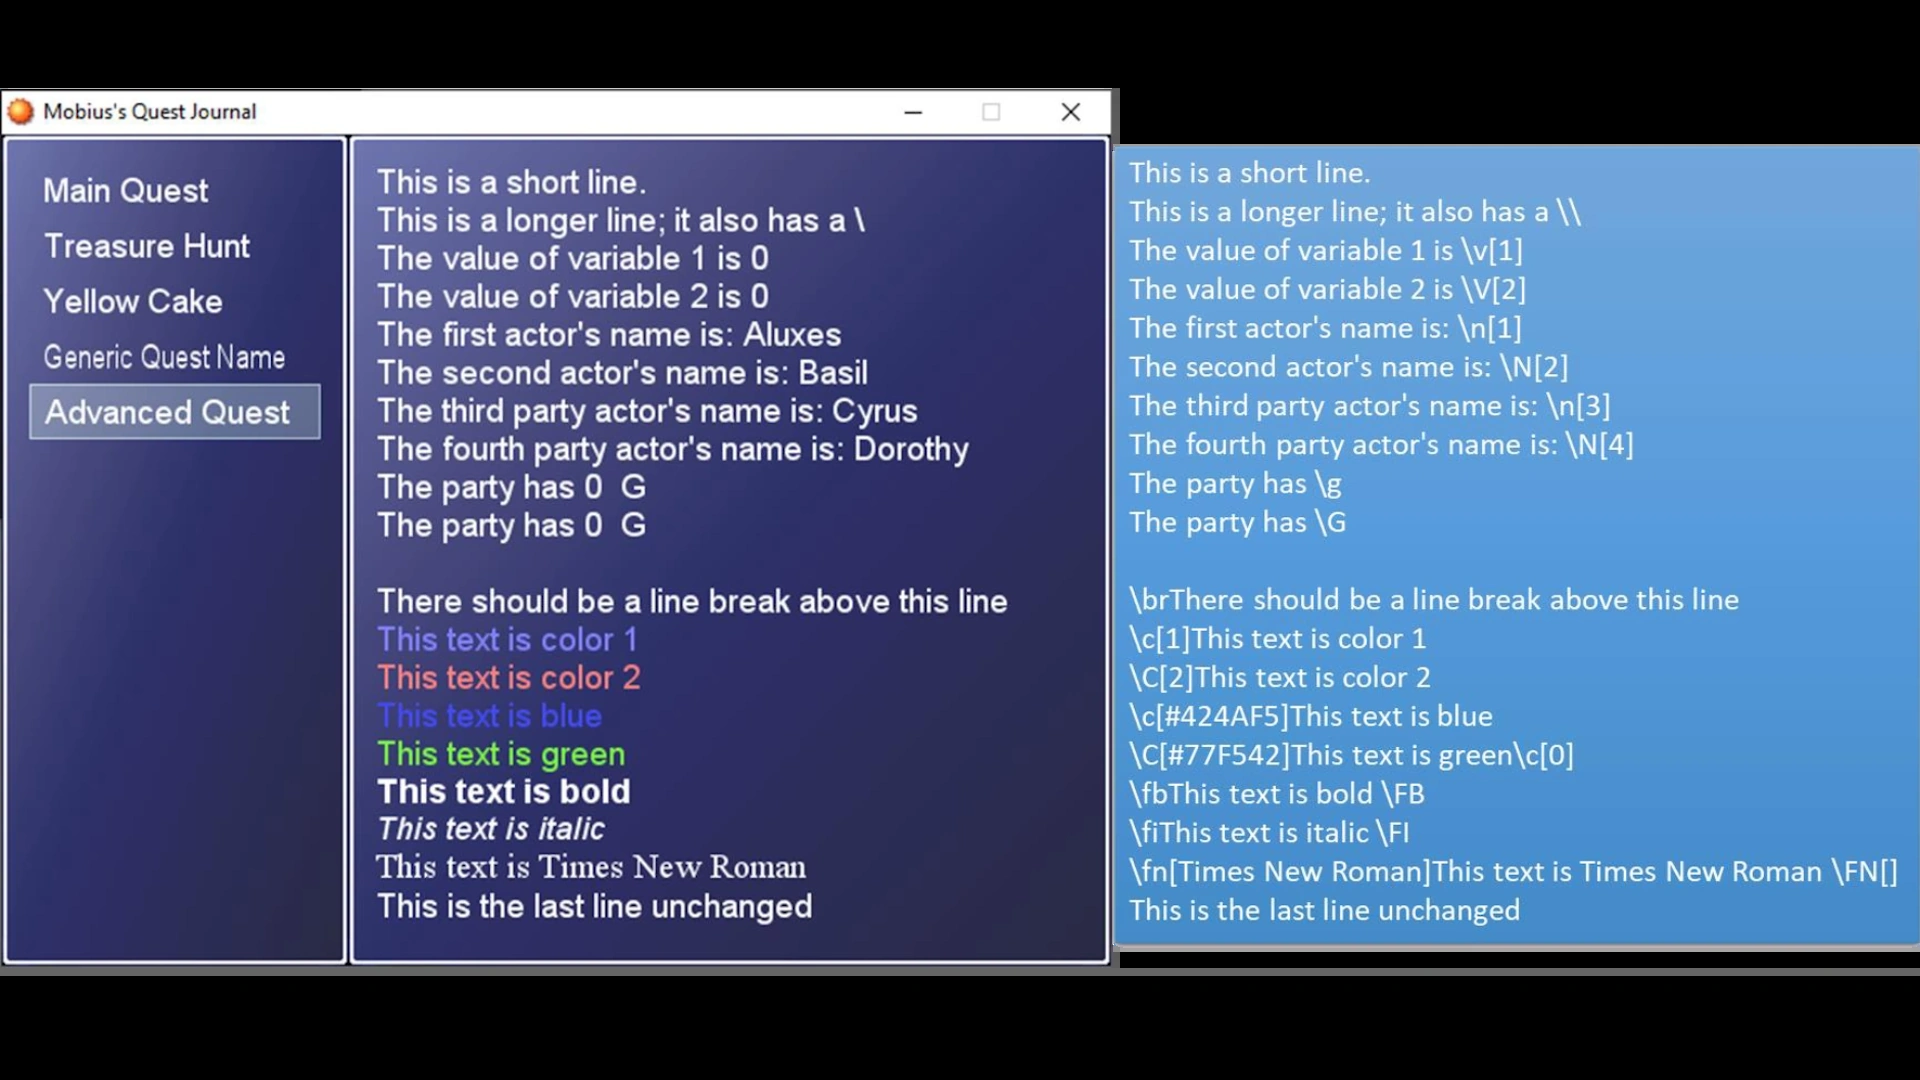 Mobius's Quest Journal
Main Quest
Treasure Hunt
Yellow Cake
Generic Quest Name
Advanced Quest
This is a short line.
This is a longer line; it also has a \
The value of variable 1 is 0
The value of variable 2 is 0
The first actor's name is: Aluxes
The second actor's name is: Basil
The third party actor's name is: Cyrus
The fourth party actor's name is: Dorothy
The party has 0  G
The party has 0  G
There should be a line break above this line
This text is color 1
This text is color 2
This text is blue
This text is green
This text is bold
This text is italic
This text is Times New Roman
This is the last line unchanged
This is a short line.
This is a longer line; it also has a \\
The value of variable 1 is \v[1]
The value of variable 2 is \V[2]
The first actor's name is: \n[1]
The second actor's name is: \N[2]
The third party actor's name is: \n[3]
The fourth party actor's name is: \N[4]
The party has \g
The party has \G
\brThere should be a line break above this line
\c[1]This text is color 1
\C[2]This text is color 2
\c[#424AF5]This text is blue
\C[#77F542]This text is green\c[0]
\fbThis text is bold \FB
\fiThis text is italic \FI
\fn[Times New Roman]This text is Times New Roman \FN[]
This is the last line unchanged